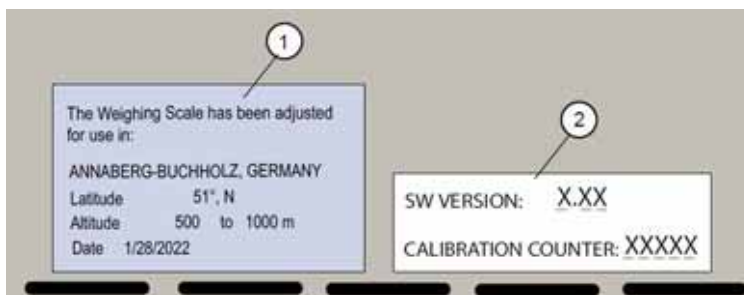 1
The Weighing Scale has been adjusted
for use in:
ANNABERG-BUCHHOLZ, GERMANY
Latitude 51°, N
Altitude 500 to 1000 m
Date 1/28/2022
2
SW VERSION: X.XX
CALIBRATION COUNTER: XXXXX